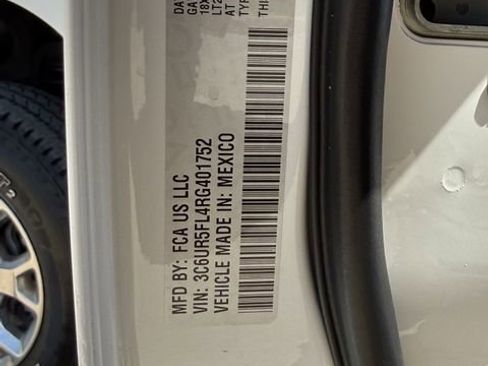 MFD BY: FCA US LLC
VIN: 3C6UR5FL4RG401752
VEHICLE MADE IN: MEXICO